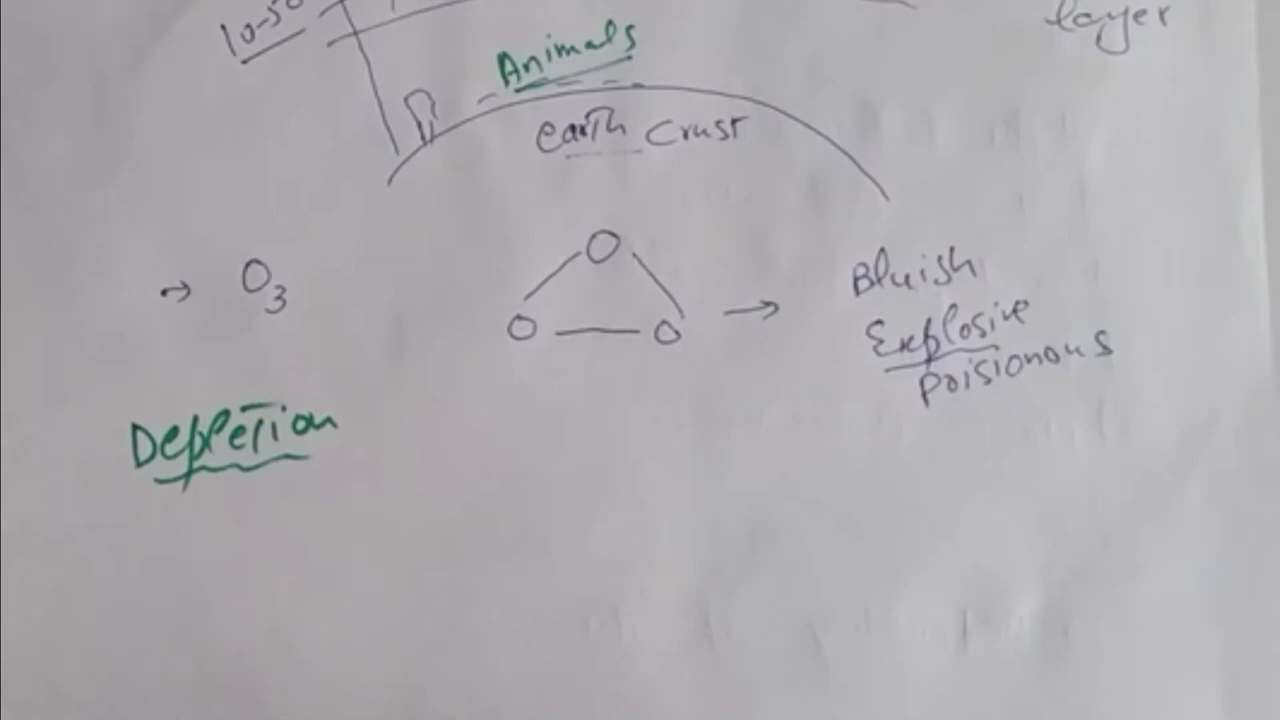 10-50
layer
Animals
earth crust
→ O3
O
O — O →
Bluish
Explosive
Poisionous
Depletion